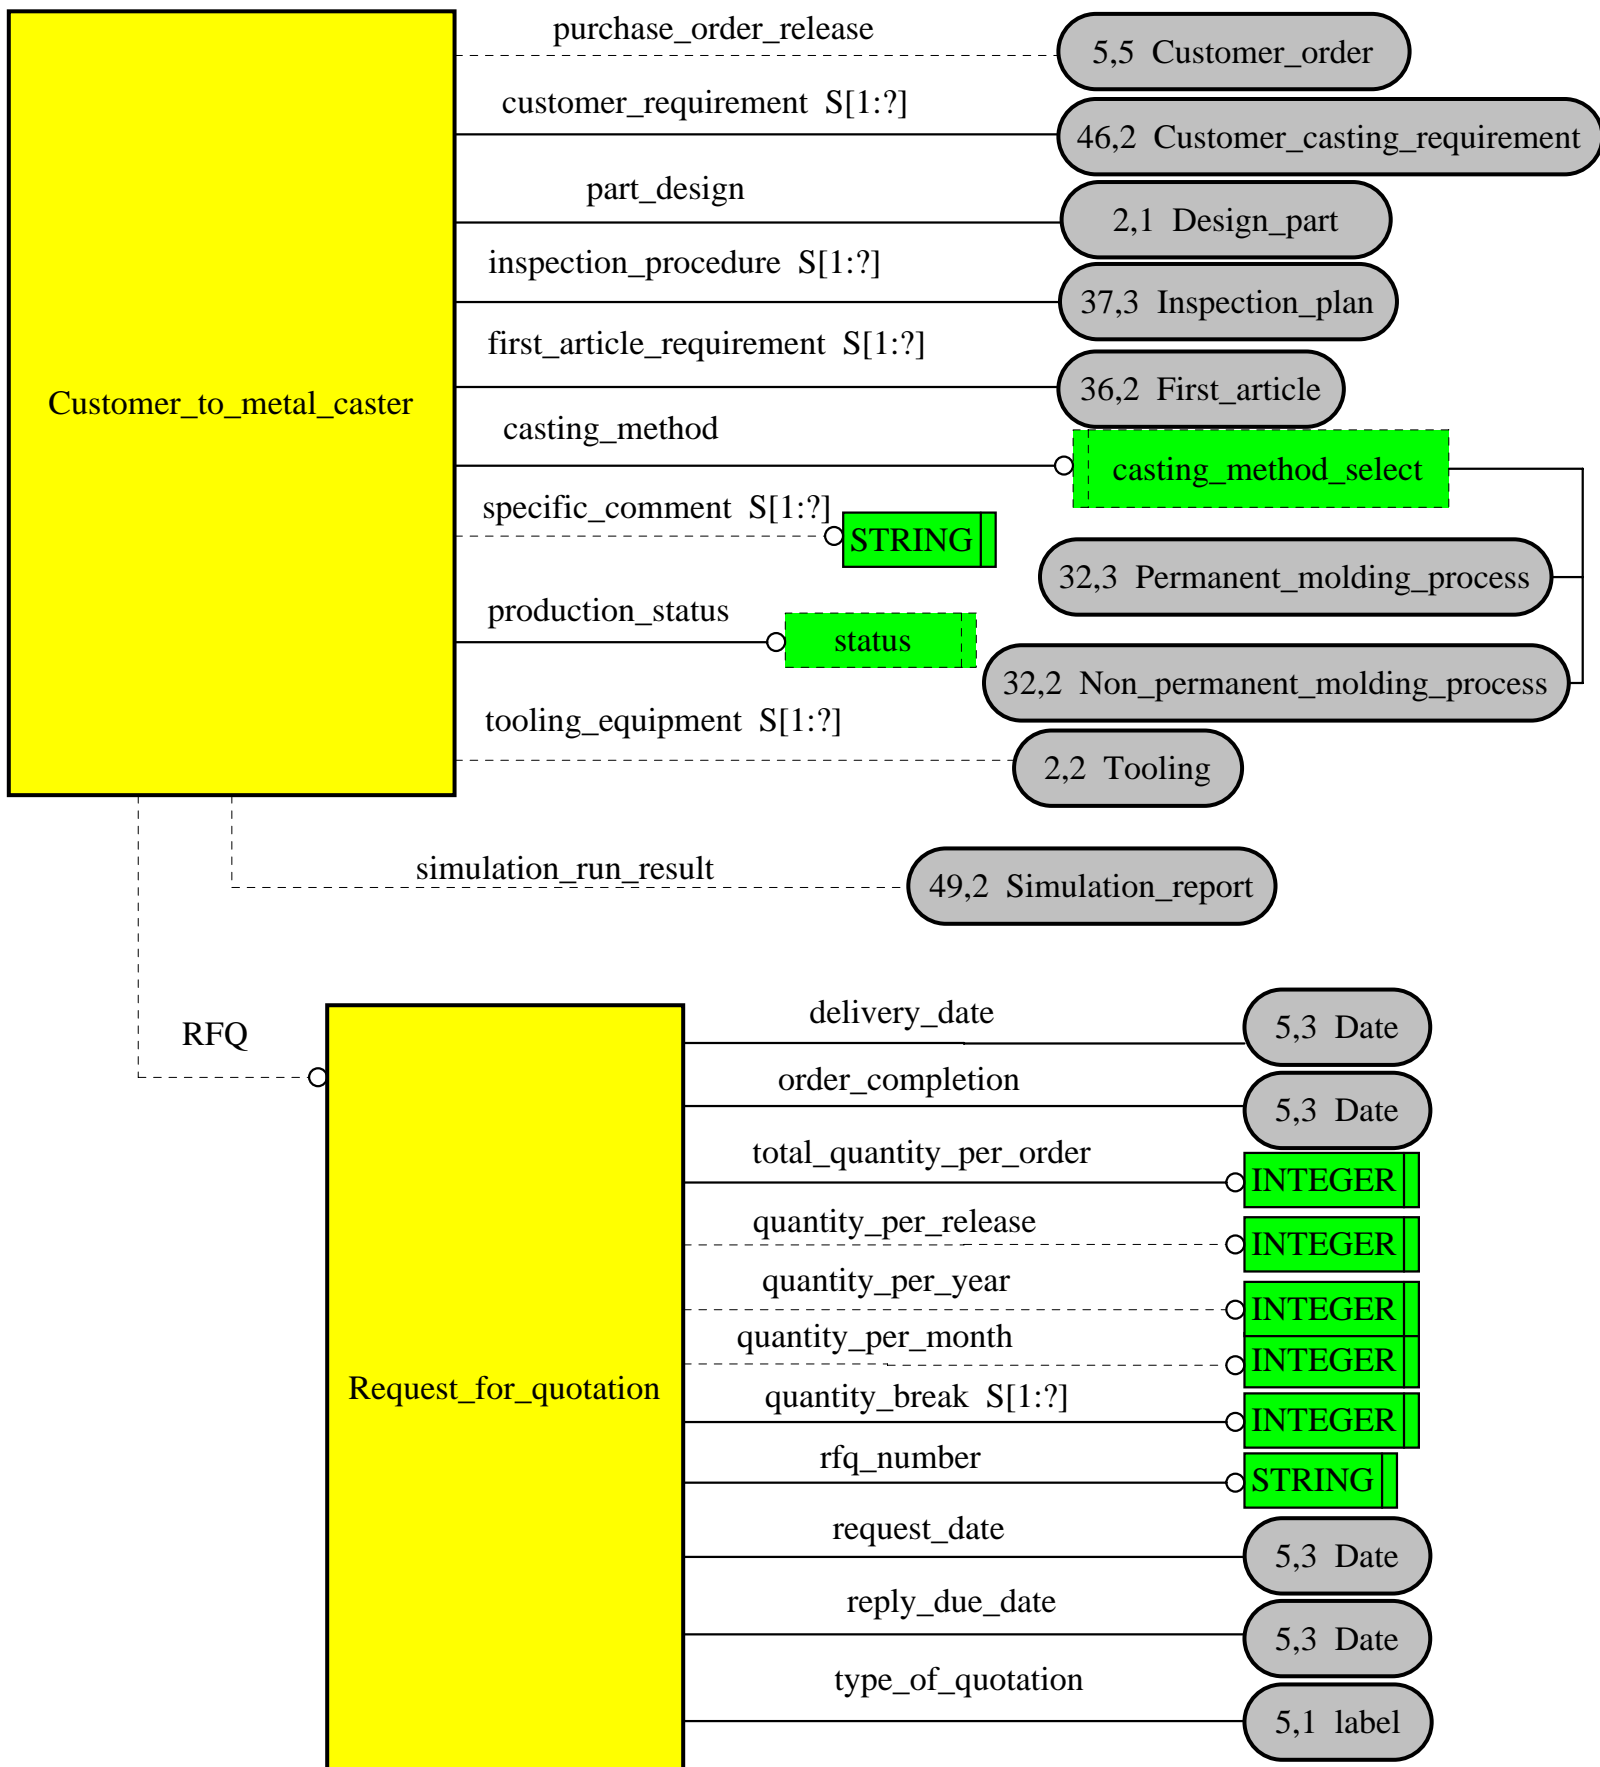 purchase_order_release
5,5 Customer_order
customer_requirement S[1:?]
46,2 Customer_casting_requirement
part_design
2,1 Design_part
inspection_procedure S[1:?]
37,3 Inspection_plan
first_article_requirement S[1:?]
36,2 First_article
Customer_to_metal_caster
casting_method
casting_method_select
specific_comment S[1:?]
STRING
32,3 Permanent_molding_process
production_status
status
32,2 Non_permanent_molding_process
tooling_equipment S[1:?]
2,2 Tooling
simulation_run_result
49,2 Simulation_report
RFQ
delivery_date
5,3 Date
order_completion
5,3 Date
total_quantity_per_order
INTEGER
quantity_per_release
INTEGER
quantity_per_year
INTEGER
quantity_per_month
INTEGER
Request_for_quotation
quantity_break S[1:?]
INTEGER
rfq_number
STRING
request_date
5,3 Date
reply_due_date
5,3 Date
type_of_quotation
5,1 label